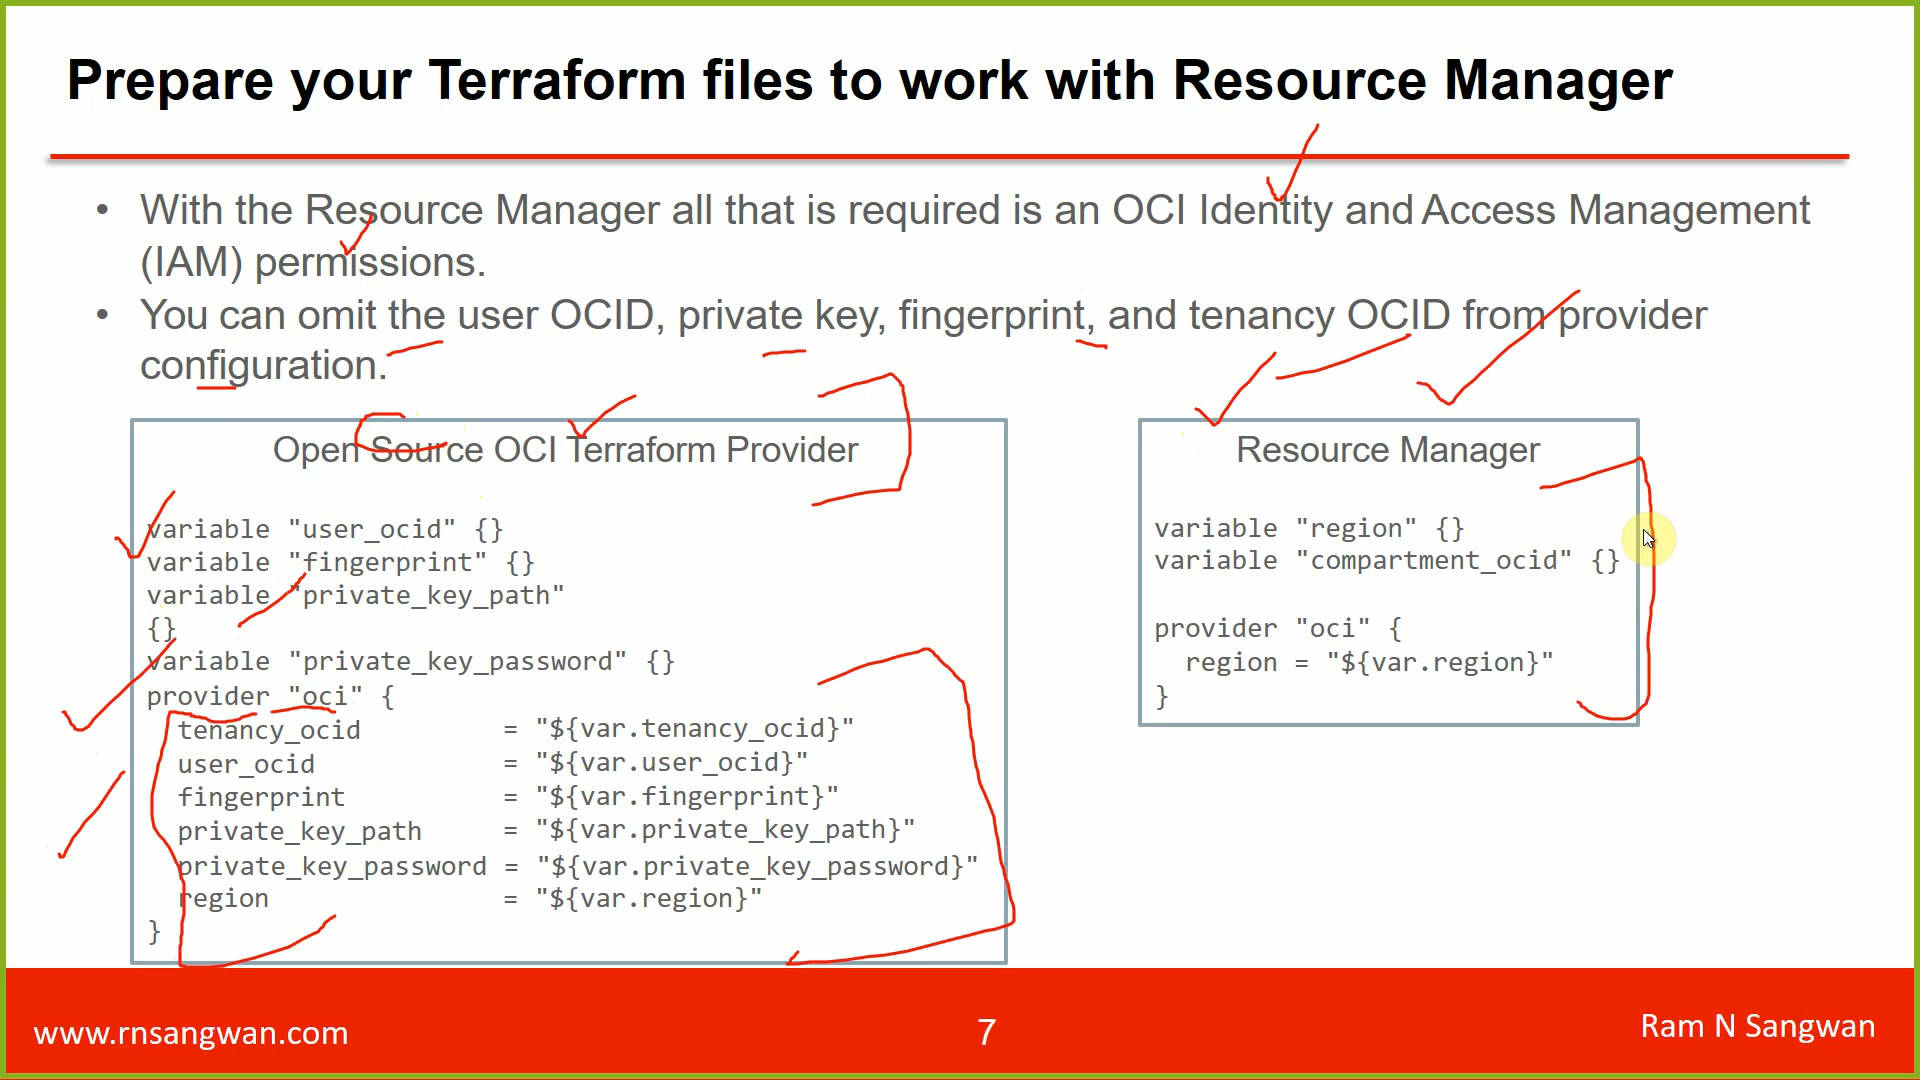 Prepare your Terraform files to work with Resource Manager
• With the Resource Manager all that is required is an OCI Identity and Access Management
(IAM) permissions.
• You can omit the user OCID, private key, fingerprint, and tenancy OCID from provider
configuration.
Open Source OCI Terraform Provider
variable "user_ocid" {}
variable "fingerprint" {}
variable "private_key_path"
{}
variable "private_key_password" {}
provider "oci" {
  tenancy_ocid = "${var.tenancy_ocid}"
  user_ocid = "${var.user_ocid}"
  fingerprint = "${var.fingerprint}"
  private_key_path = "${var.private_key_path}"
  private_key_password = "${var.private_key_password}"
  region = "${var.region}"
}
Resource Manager
variable "region" {}
variable "compartment_ocid" {}
provider "oci" {
  region = "${var.region}"
}
www.rnsangwan.com
7
Ram N Sangwan